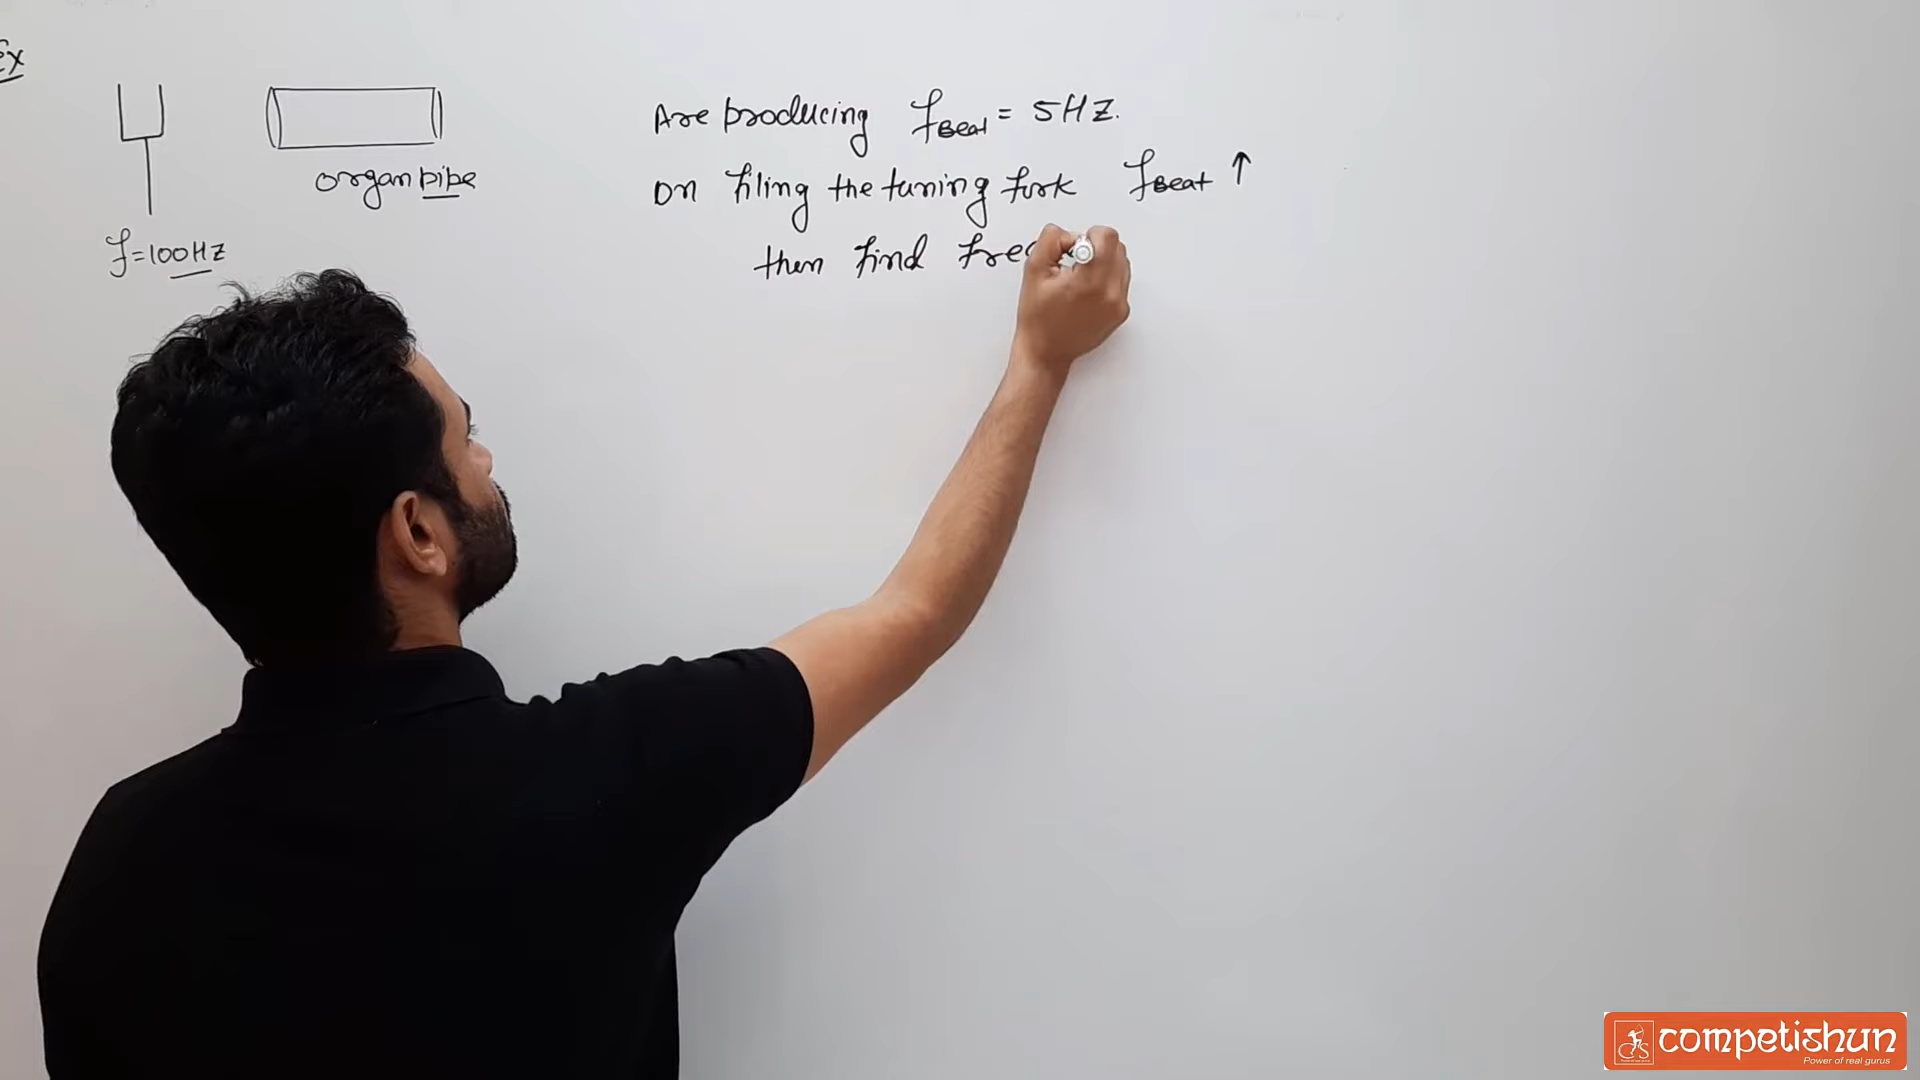 Ex
f=100HZ
organ pipe
Are producing fBeat = 5HZ.
on filing the tuning fork fBeat ↑
then find
competishun
Power of real gurus